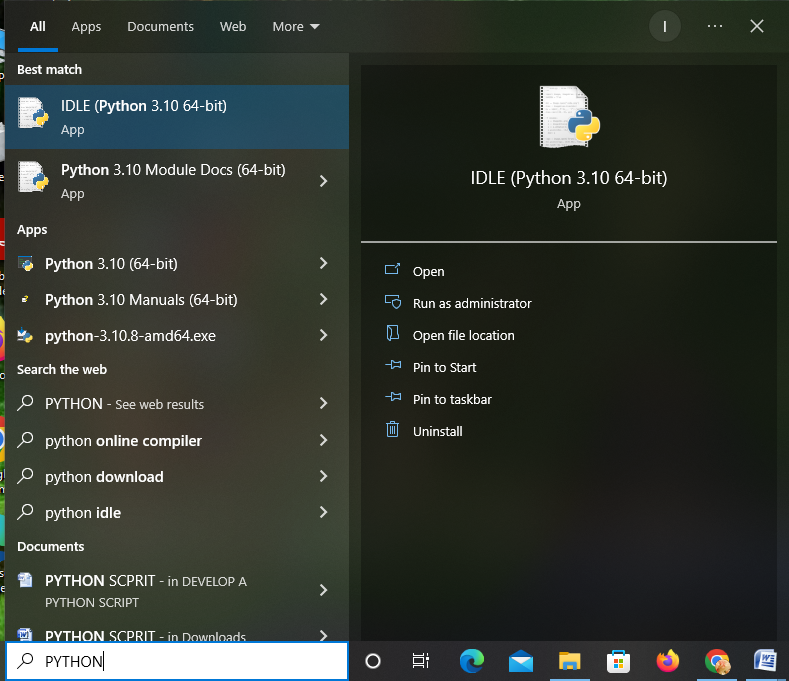 All Apps Documents Web More I ... 
Best match
IDLE (Python 3.10 64-bit)
App
Python 3.10 Module Docs (64-bit)
App
Apps
Python 3.10 (64-bit)
Python 3.10 Manuals (64-bit)
python-3.10.8-amd64.exe
Search the web
PYTHON - See web results
python online compiler
python download
python idle
Documents
PYTHON SCPRIT - in DEVELOP A
PYTHON SCRIPT
PYTHON SCPRIT - in Downloads
PYTHON
IDLE (Python 3.10 64-bit)
App
Open
Run as administrator
Open file location
Pin to Start
Pin to taskbar
Uninstall